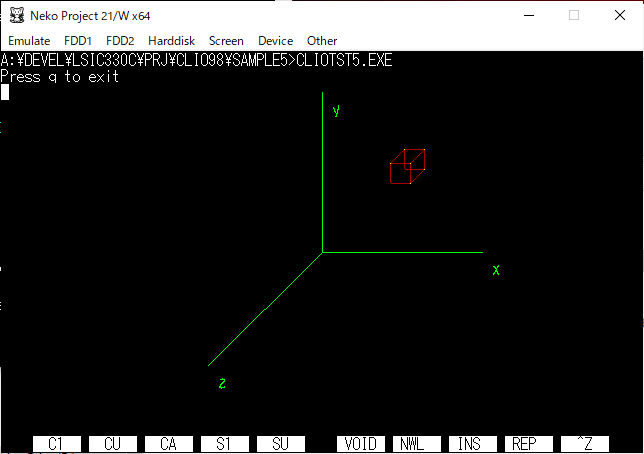 Neko Project 21/W x64
Emulate FDD1 FDD2 Harddisk Screen Device Other
A:¥DEVEL¥LSIC330C¥PRJ¥CLIO98¥SAMPLE5>CLIOTST5.EXE
Press q to exit
y
x
z
C1 CU CA S1 SU VOID NWL INS REP ^Z